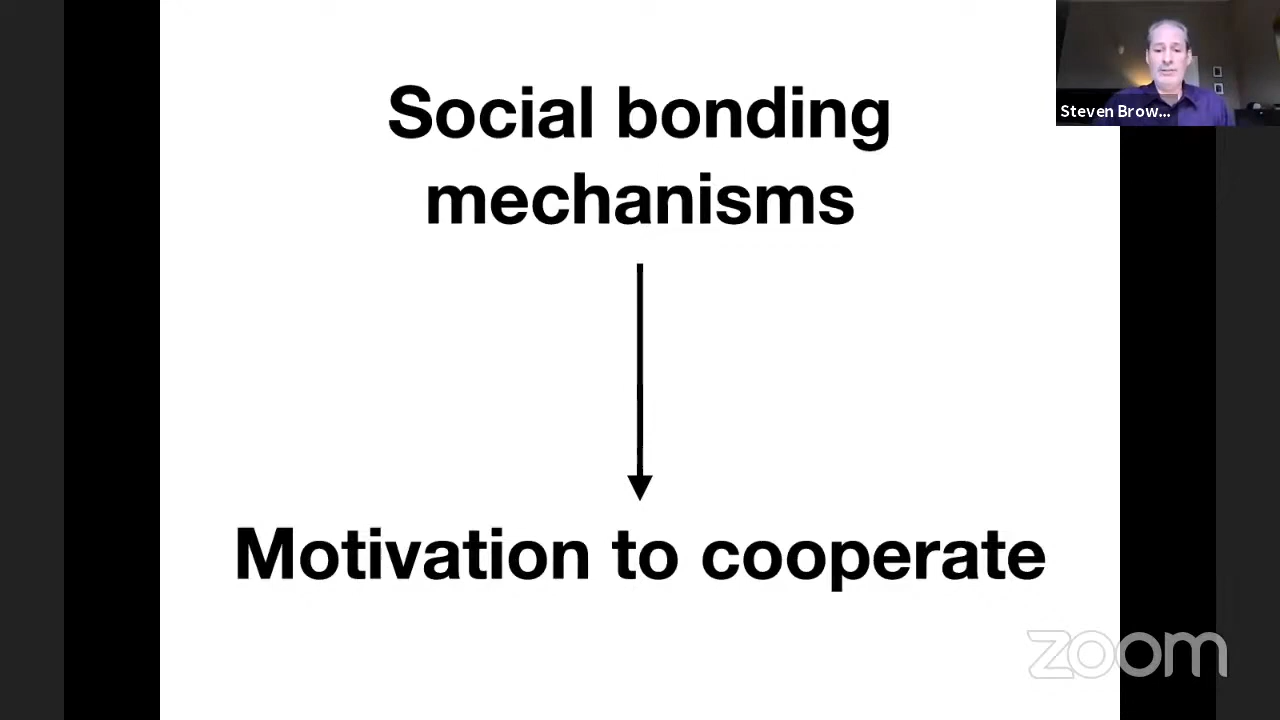 Social bonding
mechanisms
Steven Brow...
Motivation to cooperate
zoom